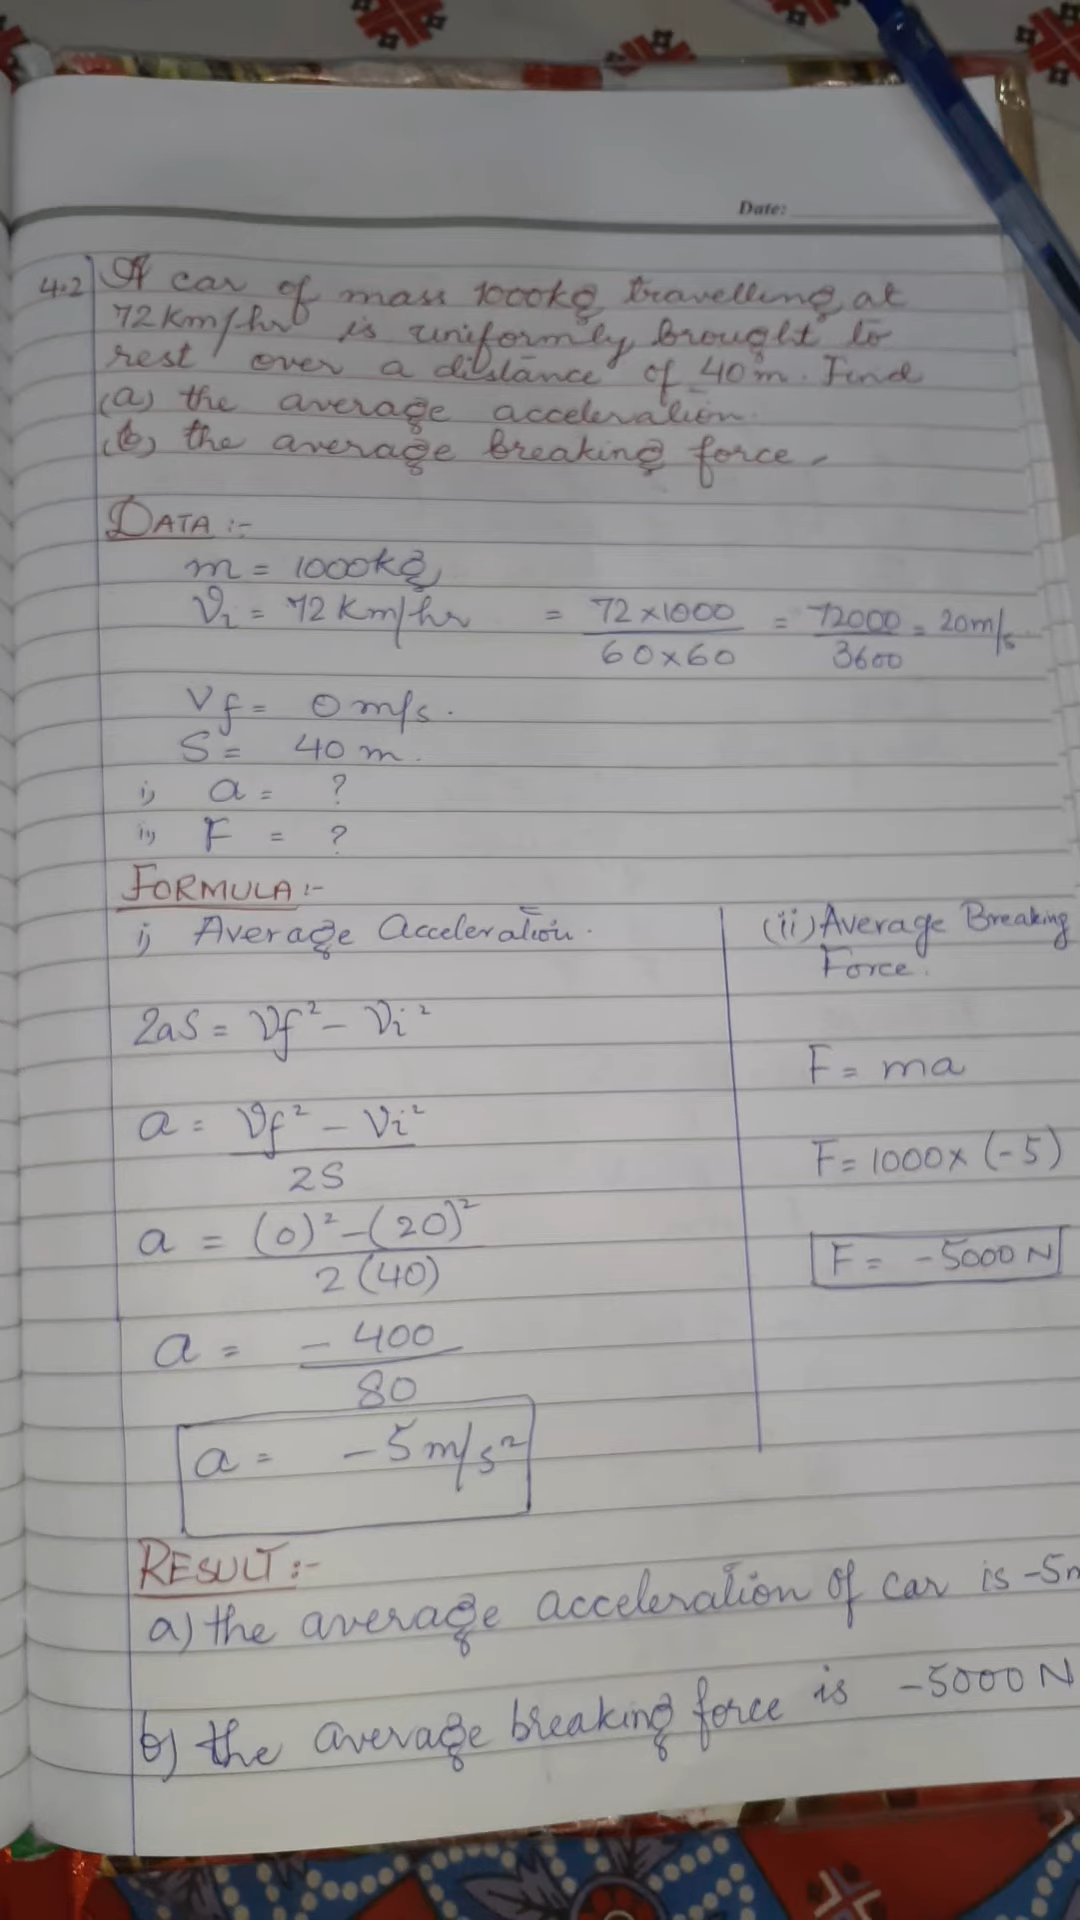 Date:
4.2 A car of mass 1000kg travelling at
72 km/hr is uniformly brought to
rest over a distance of 40 m. Find
(a) the average acceleration.
(b) the average breaking force.
DATA :-
m = 1000kg
Vi = 72 Km/hr = 72×1000 / 60×60 = 72000 / 3600 = 20m/s
Vf = 0 m/s.
S = 40 m.
i) a = ?
ii) F = ?
FORMULA :-
i) Average Acceleration.
2aS = Vf² - Vi²
a = Vf² - Vi² / 2S
a = (0)² - (20)² / 2(40)
a = - 400 / 80
a = -5 m/s²
(ii) Average Breaking
Force.
F = ma
F = 1000× (-5)
F = -5000 N
RESULT :-
a) the average acceleration of car is -5m
b) the average breaking force is -5000 N